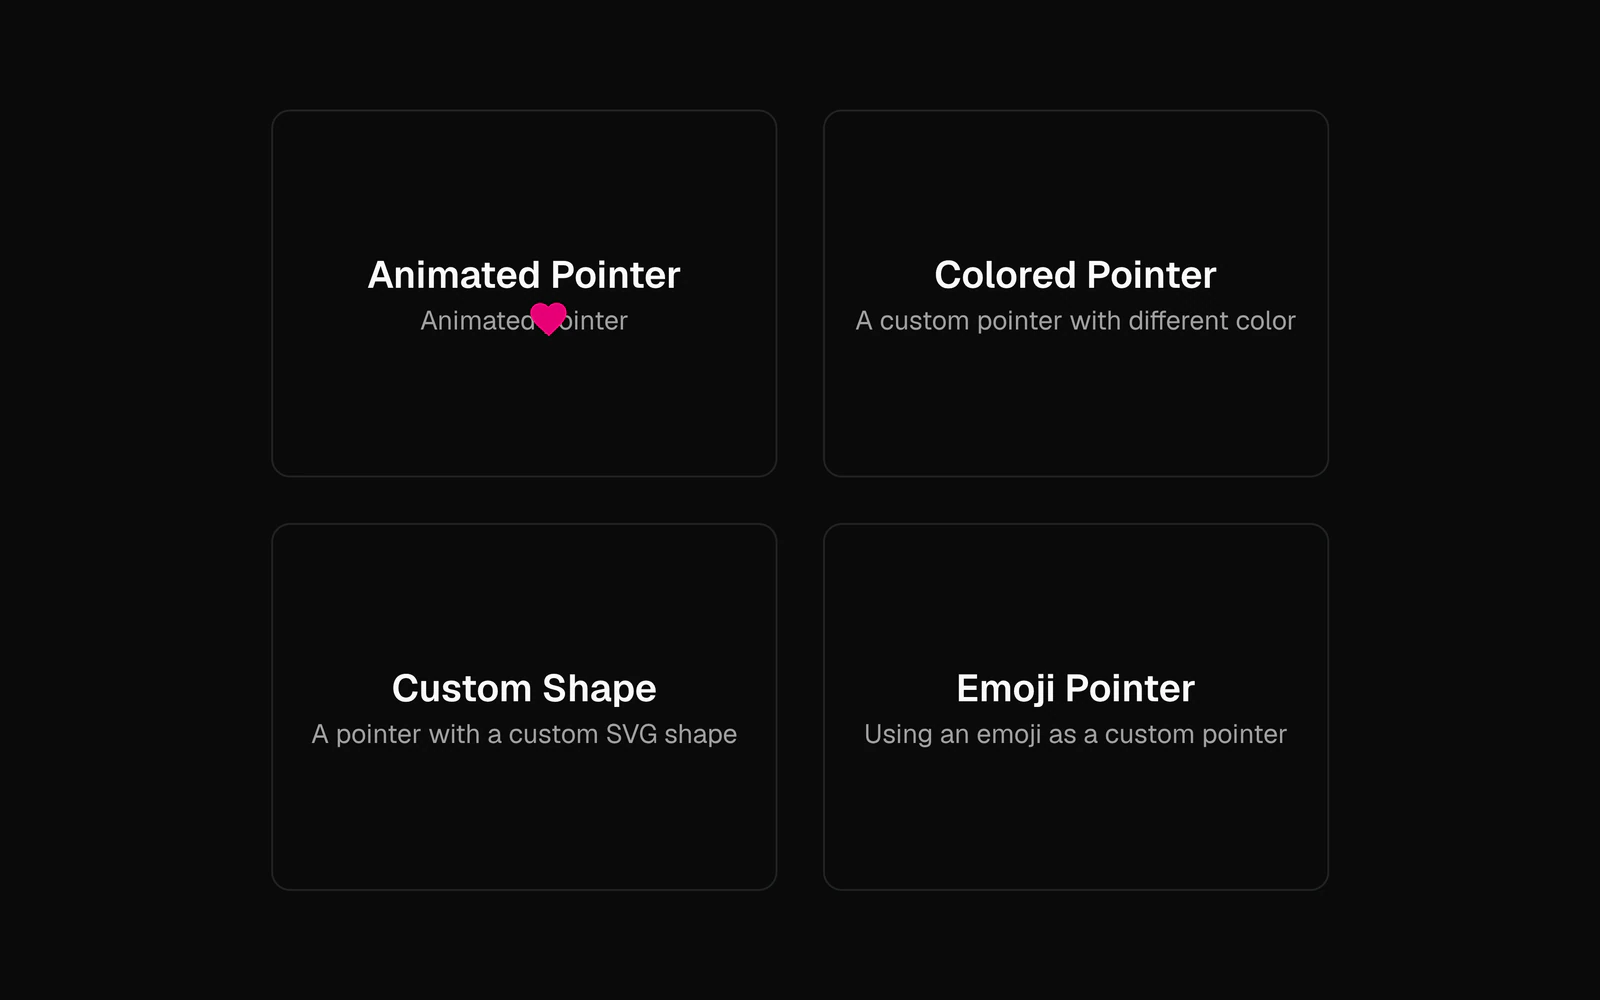 Animated Pointer
Animated ointer
Colored Pointer
A custom pointer with different color
Custom Shape
A pointer with a custom SVG shape
Emoji Pointer
Using an emoji as a custom pointer